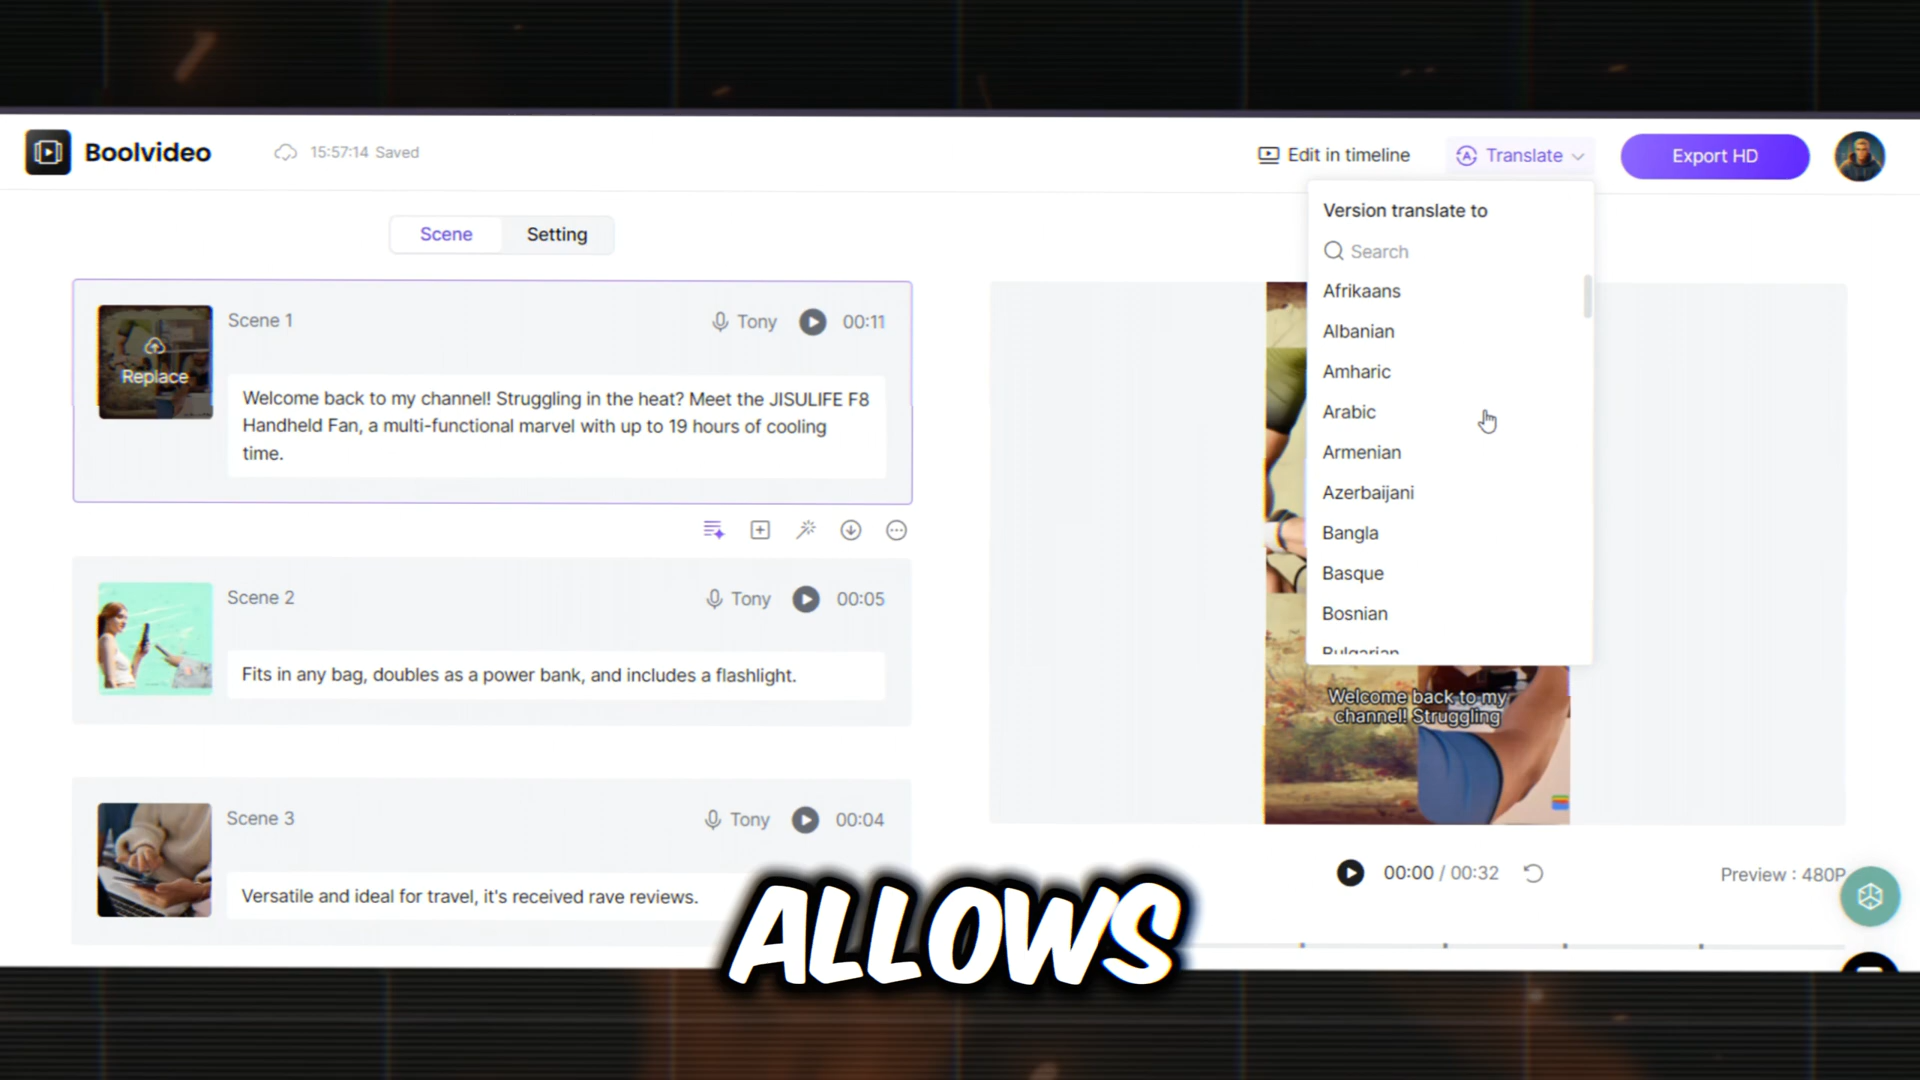 Boolvideo
15:57:14 Saved
Edit in timeline
Translate
Export HD
Version translate to
Search
Afrikaans
Albanian
Amharic
Arabic
Armenian
Azerbaijani
Bangla
Basque
Bosnian
Bulgarian
Scene
Setting
Scene 1
Tony
00:11
Replace
Welcome back to my channel! Struggling in the heat? Meet the JISULIFE F8
Handheld Fan, a multi-functional marvel with up to 19 hours of cooling
time.
Scene 2
Tony
00:05
Fits in any bag, doubles as a power bank, and includes a flashlight.
Scene 3
Tony
00:04
Versatile and ideal for travel, it's received rave reviews.
Welcome back to my
channel! Struggling
00:00 / 00:32
Preview : 480P
ALLOWS